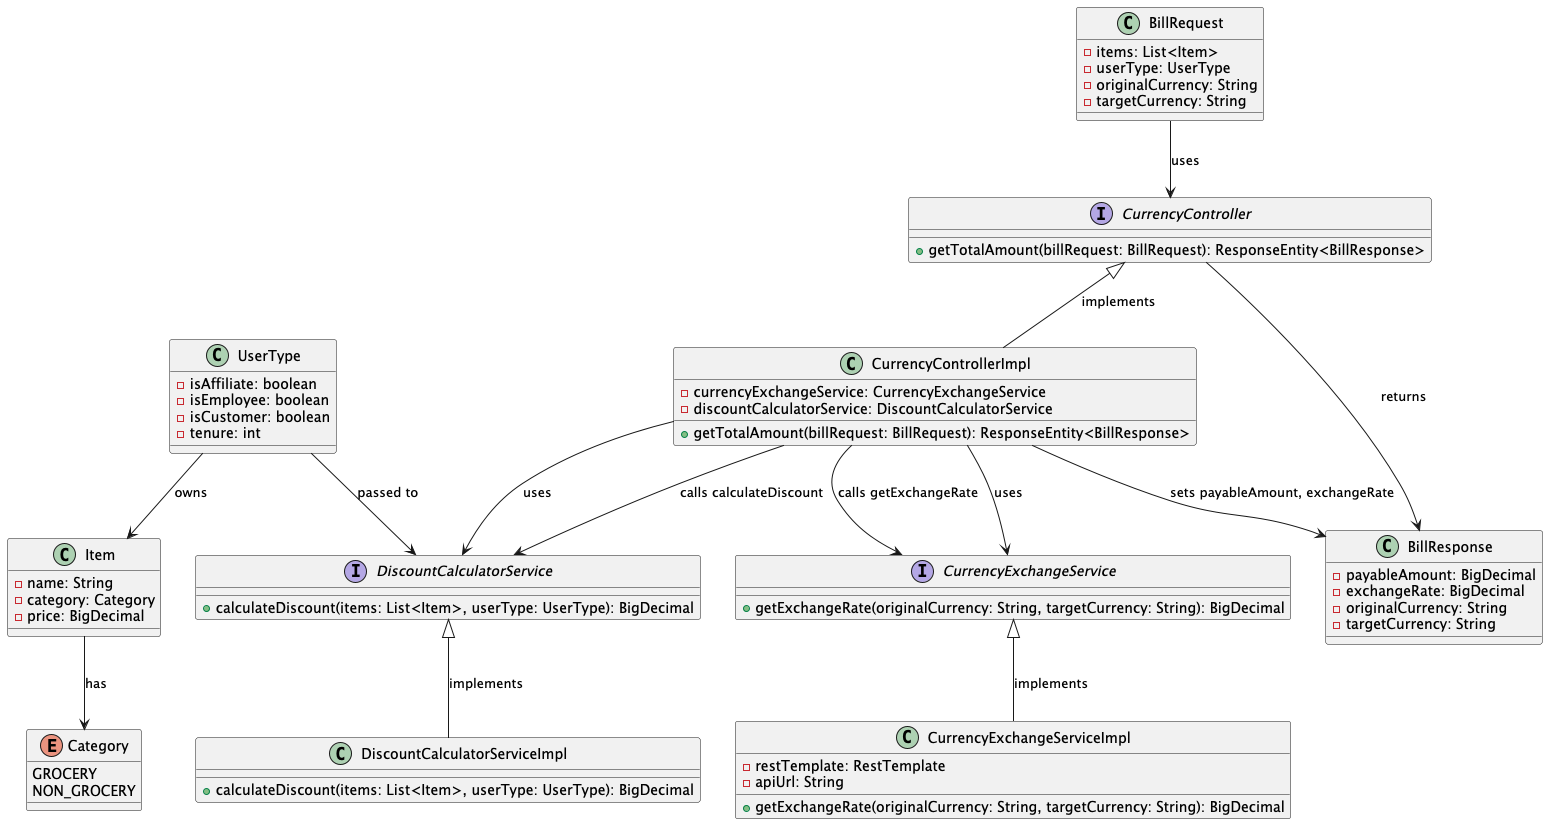 C BillRequest
items: List<Item>
userType: UserType
originalCurrency: String
targetCurrency: String
uses
I CurrencyController
getTotalAmount(billRequest: BillRequest): ResponseEntity<BillResponse>
implements
returns
C UserType
isAffiliate: boolean
isEmployee: boolean
isCustomer: boolean
tenure: int
C CurrencyControllerImpl
currencyExchangeService: CurrencyExchangeService
discountCalculatorService: DiscountCalculatorService
getTotalAmount(billRequest: BillRequest): ResponseEntity<BillResponse>
owns
passed to
uses
calls calculateDiscount
calls getExchangeRate
uses
sets payableAmount, exchangeRate
C Item
name: String
category: Category
price: BigDecimal
I DiscountCalculatorService
calculateDiscount(items: List<Item>, userType: UserType): BigDecimal
I CurrencyExchangeService
getExchangeRate(originalCurrency: String, targetCurrency: String): BigDecimal
C BillResponse
payableAmount: BigDecimal
exchangeRate: BigDecimal
originalCurrency: String
targetCurrency: String
has
implements
implements
E Category
GROCERY
NON_GROCERY
C DiscountCalculatorServiceImpl
calculateDiscount(items: List<Item>, userType: UserType): BigDecimal
C CurrencyExchangeServiceImpl
restTemplate: RestTemplate
apiUrl: String
getExchangeRate(originalCurrency: String, targetCurrency: String): BigDecimal